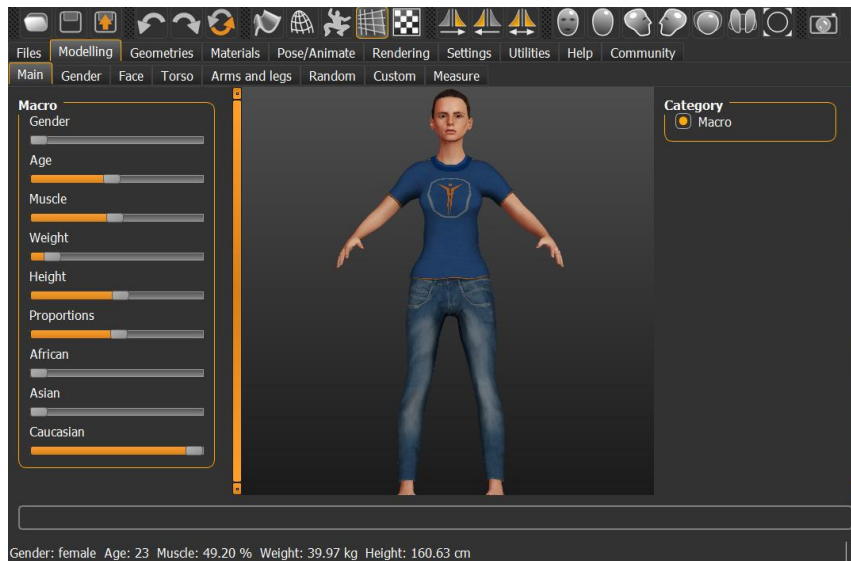 Files Modelling Geometries Materials Pose/Animate Rendering Settings Utilities Help Community
Main Gender Face Torso Arms and legs Random Custom Measure
Macro
Gender
Age
Muscle
Weight
Height
Proportions
African
Asian
Caucasian
Category
Macro
Gender: female Age: 23 Muscle: 49.20 % Weight: 39.97 kg Height: 160.63 cm